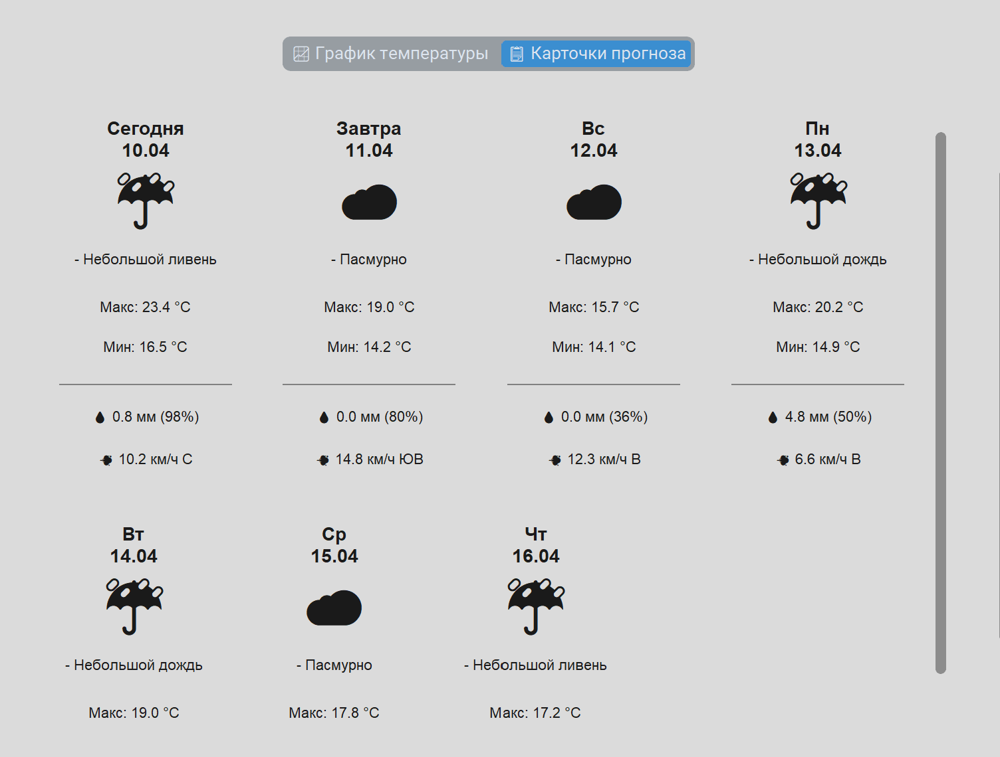 График температуры
Карточки прогноза
Сегодня
10.04
- Небольшой ливень
Макс: 23.4 °C
Мин: 16.5 °C
0.8 мм (98%)
10.2 км/ч С
Завтра
11.04
- Пасмурно
Макс: 19.0 °C
Мин: 14.2 °C
0.0 мм (80%)
14.8 км/ч ЮВ
Вс
12.04
- Пасмурно
Макс: 15.7 °C
Мин: 14.1 °C
0.0 мм (36%)
12.3 км/ч В
Пн
13.04
- Небольшой дождь
Макс: 20.2 °C
Мин: 14.9 °C
4.8 мм (50%)
6.6 км/ч В
Вт
14.04
- Небольшой дождь
Макс: 19.0 °C
Ср
15.04
- Пасмурно
Макс: 17.8 °C
Чт
16.04
- Небольшой ливень
Макс: 17.2 °C